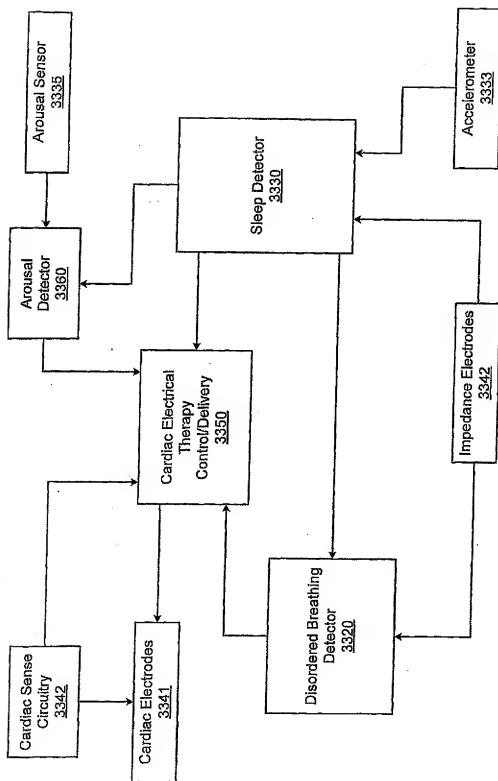 Cardiac Sense
Circuitry
3342
Cardiac Electrodes
3341
Arousal Sensor
3335
Arousal
Detector
3360
Cardiac Electrical
Therapy
Control/Delivery
3350
Sleep Detector
3330
Disordered Breathing
Detector
3320
Impedance Electrodes
3342
Accelerometer
3333